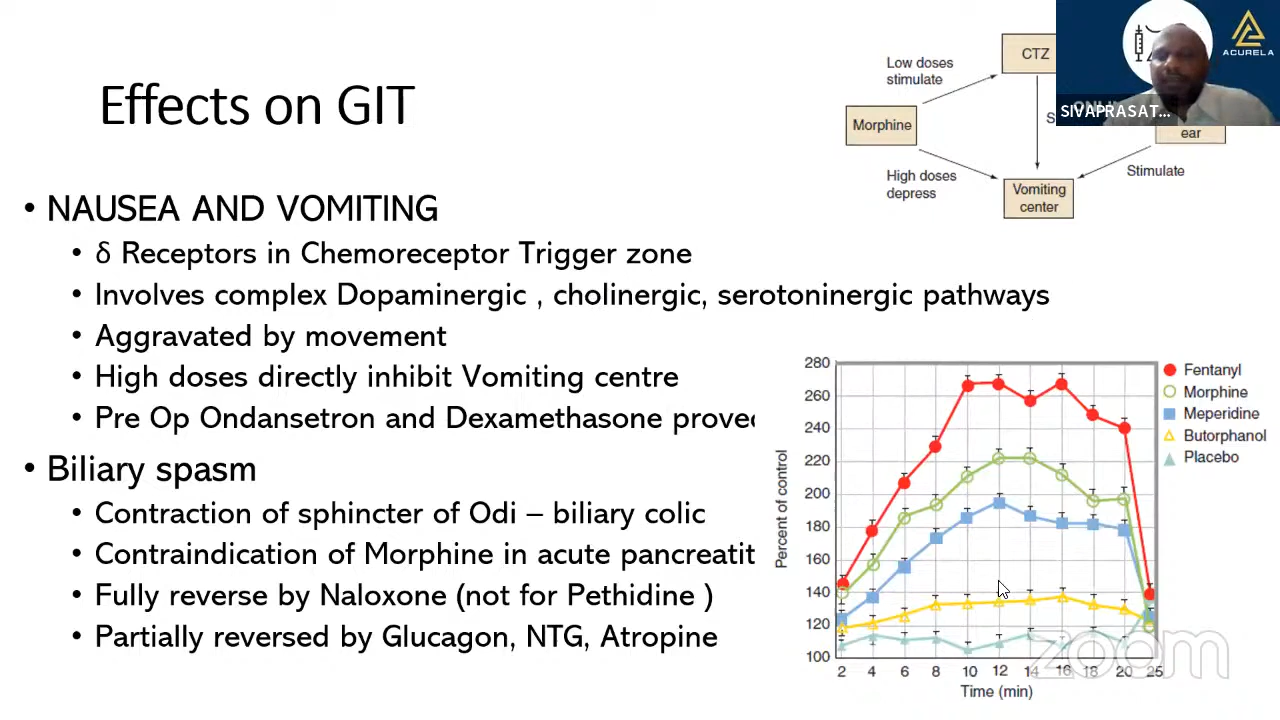 Effects on GIT
• NAUSEA AND VOMITING
• δ Receptors in Chemoreceptor Trigger zone
• Involves complex Dopaminergic , cholinergic, serotoninergic pathways
• Aggravated by movement
• High doses directly inhibit Vomiting centre
• Pre Op Ondansetron and Dexamethasone proved
• Biliary spasm
• Contraction of sphincter of Odi – biliary colic
• Contraindication of Morphine in acute pancreatit
• Fully reverse by Naloxone (not for Pethidine )
• Partially reversed by Glucagon, NTG, Atropine
CTZ
Low doses
stimulate
Morphine
High doses
depress
Vomiting
center
Stimulate
ear
ACURELA
SIVAPRASAT...
280
260
240
220
200
180
160
140
120
100
Percent of control
2 4 6 8 10 12 14 16 18 20 25
Time (min)
Fentanyl
Morphine
Meperidine
Butorphanol
Placebo
zoom